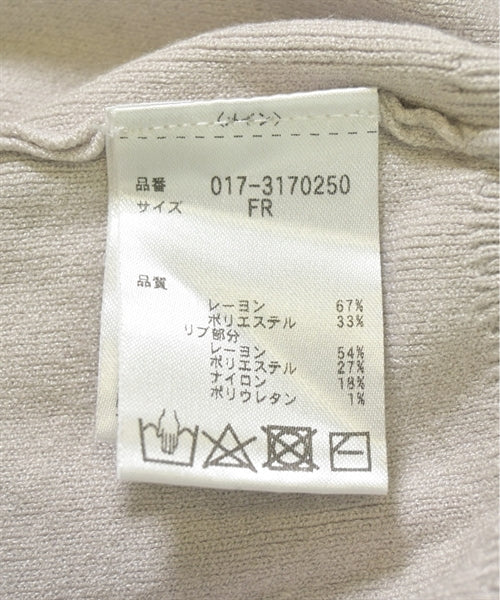 品番 017-3170250
サイズ FR
品質
レーヨン 67%
ポリエステル 33%
リブ部分
レーヨン 54%
ポリエステル 27%
ナイロン 18%
ポリウレタン 1%